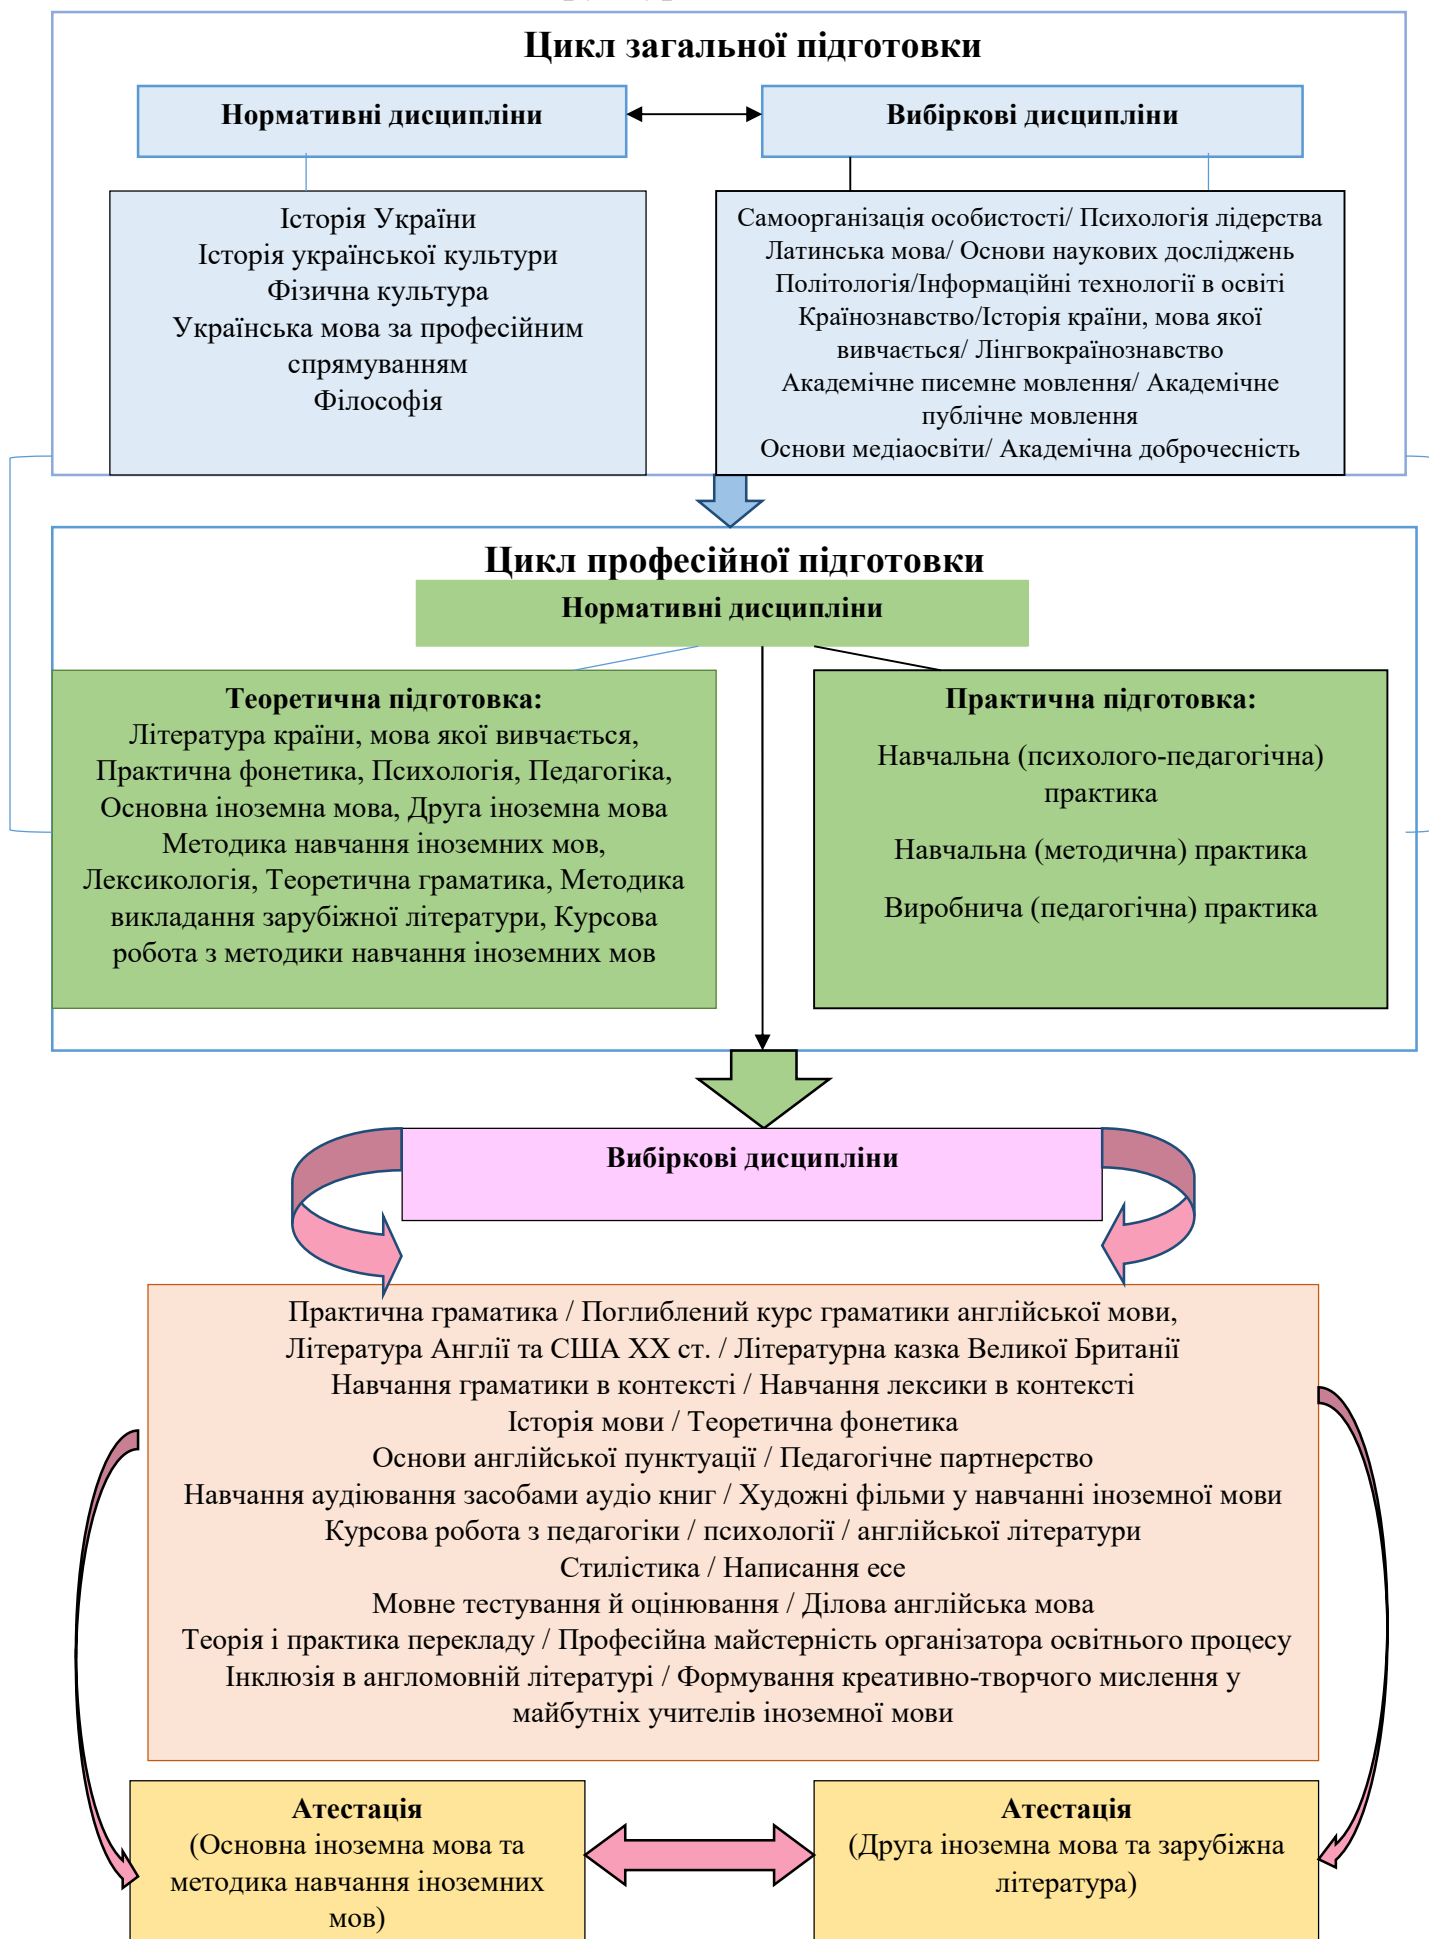 Цикл загальної підготовки
Нормативні дисципліни
Вибіркові дисципліни
Історія України
Історія української культури
Фізична культура
Українська мова за професійним
спрямуванням
Філософія
Самоорганізація особистості/ Психологія лідерства
Латинська мова/ Основи наукових досліджень
Політологія/Інформаційні технології в освіті
Країнознавство/Історія країни, мова якої
вивчається/ Лінгвокраїнознавство
Академічне писемне мовлення/ Академічне
публічне мовлення
Основи медіаосвіти/ Академічна доброчесність
Цикл професійної підготовки
Нормативні дисципліни
Теоретична підготовка:
Література країни, мова якої вивчається,
Практична фонетика, Психологія, Педагогіка,
Основна іноземна мова, Друга іноземна мова
Методика навчання іноземних мов,
Лексикологія, Теоретична граматика, Методика
викладання зарубіжної літератури, Курсова
робота з методики навчання іноземних мов
Практична підготовка:
Навчальна (психолого-педагогічна)
практика
Навчальна (методична) практика
Виробнича (педагогічна) практика
Вибіркові дисципліни
Практична граматика / Поглиблений курс граматики англійської мови,
Література Англії та США ХХ ст. / Літературна казка Великої Британії
Навчання граматики в контексті / Навчання лексики в контексті
Історія мови / Теоретична фонетика
Основи англійської пунктуації / Педагогічне партнерство
Навчання аудіювання засобами аудіо книг / Художні фільми у навчанні іноземної мови
Курсова робота з педагогіки / психології / англійської літератури
Стилістика / Написання есе
Мовне тестування й оцінювання / Ділова англійська мова
Теорія і практика перекладу / Професійна майстерність організатора освітнього процесу
Інклюзія в англомовній літературі / Формування креативно-творчого мислення у
майбутніх учителів іноземної мови
Атестація
(Основна іноземна мова та
методика навчання іноземних
мов)
Атестація
(Друга іноземна мова та зарубіжна
література)